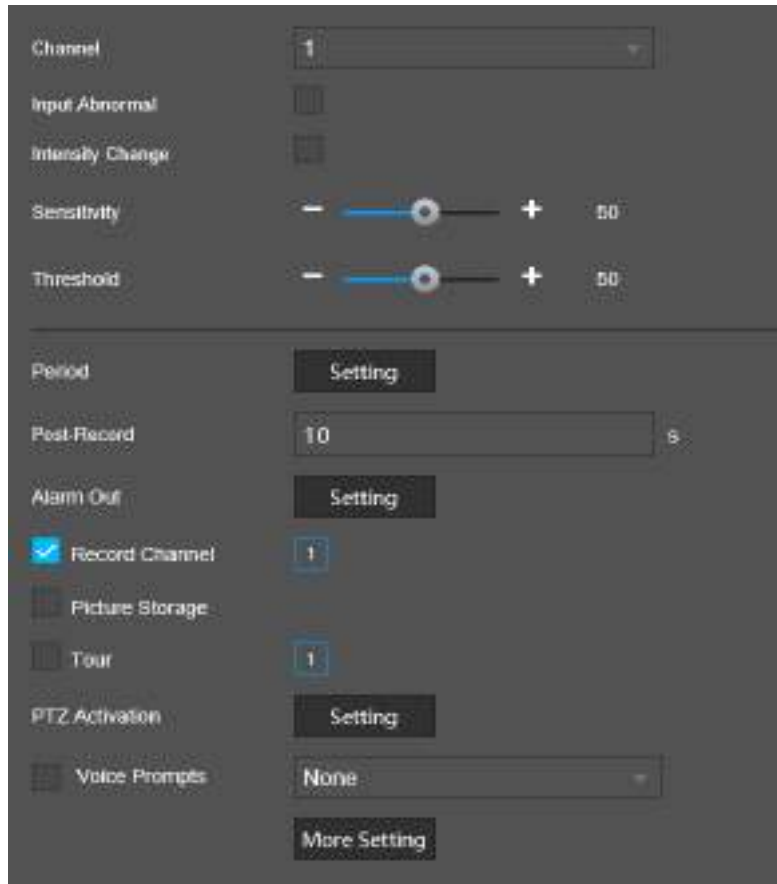 Channel 1
Input Abnormal
Intensity Change
Sensitivity − + 50
Threshold − + 50
Period Setting
Post-Record 10 s
Alarm Out Setting
Record Channel 1
Picture Storage
Tour 1
PTZ Activation Setting
Voice Prompts None
More Setting